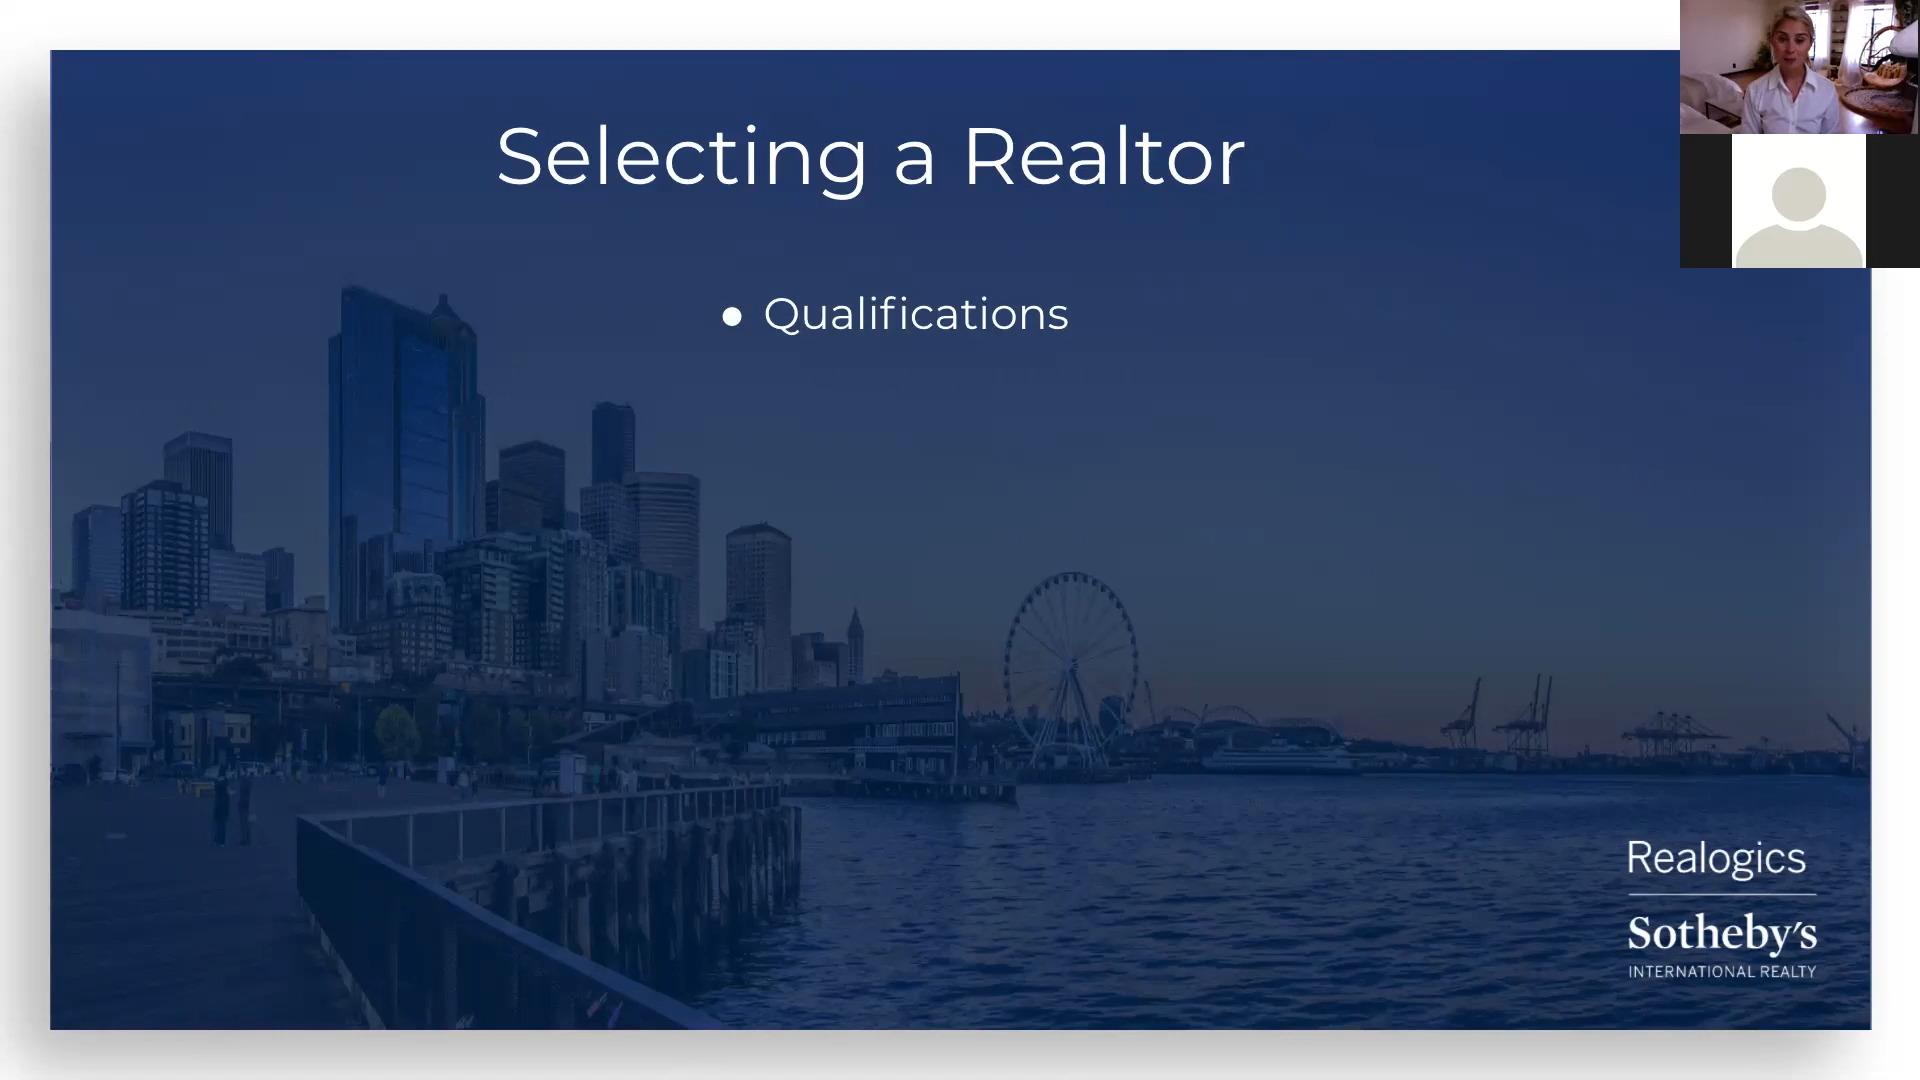 Selecting a Realtor
● Qualifications
Realogics
Sotheby's
INTERNATIONAL REALTY